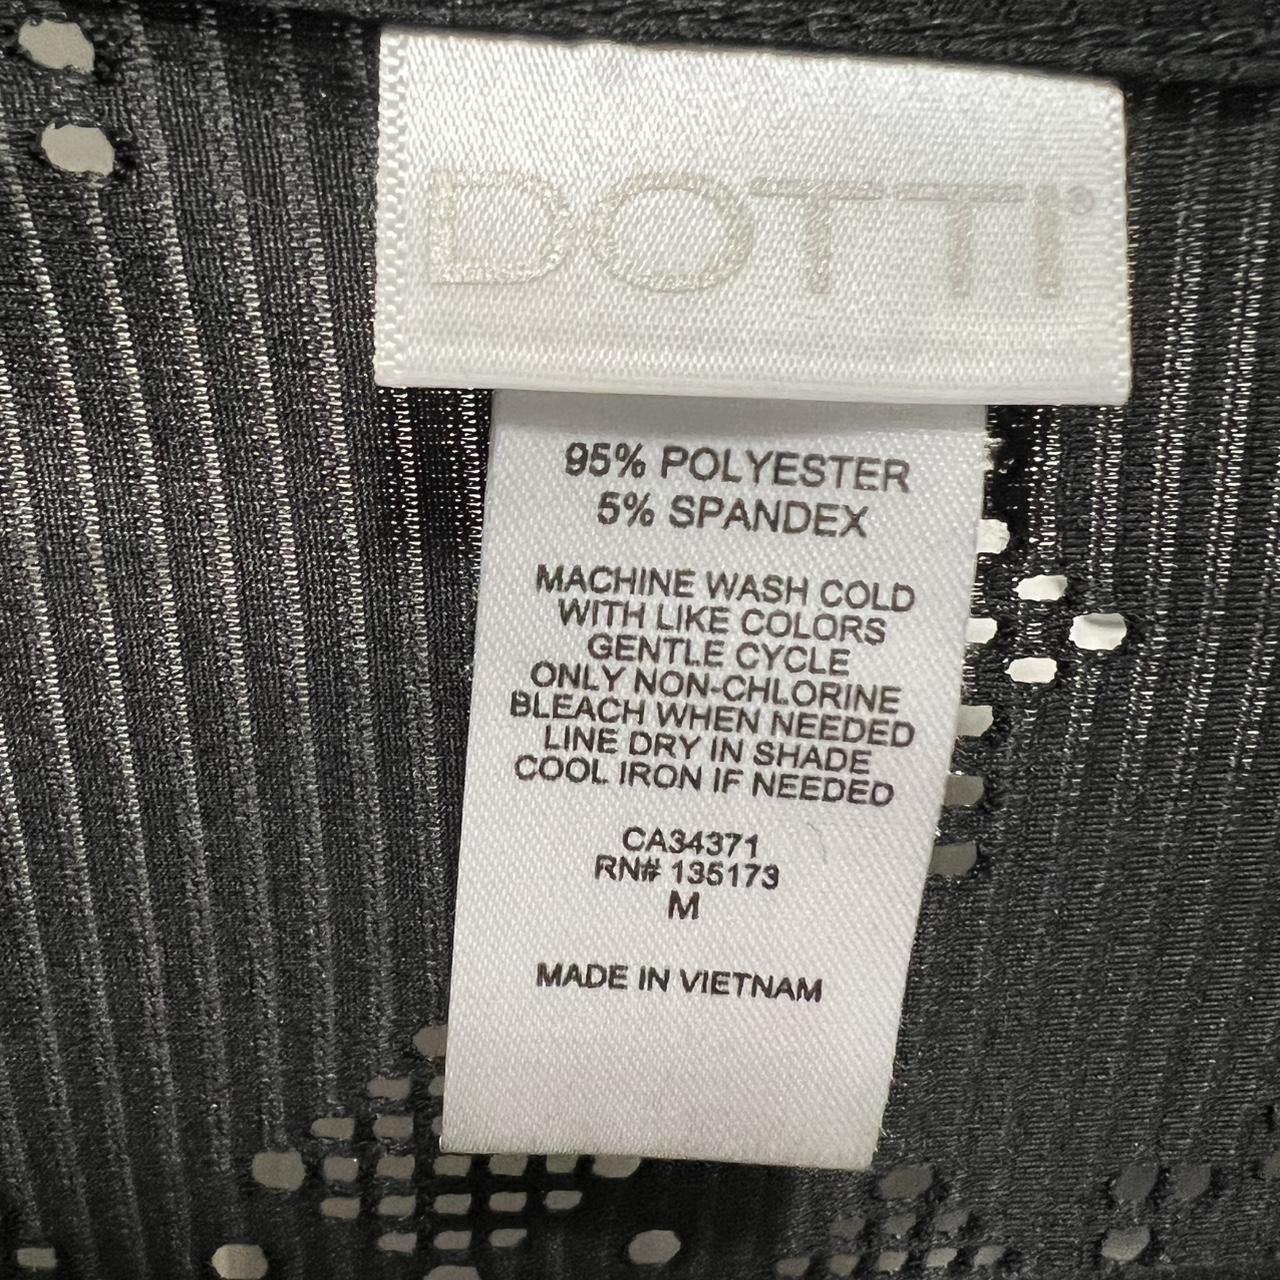 DOTTI®
95% POLYESTER
5% SPANDEX
MACHINE WASH COLD
WITH LIKE COLORS
GENTLE CYCLE
ONLY NON-CHLORINE
BLEACH WHEN NEEDED
LINE DRY IN SHADE
COOL IRON IF NEEDED
CA34371
RN# 135173
M
MADE IN VIETNAM